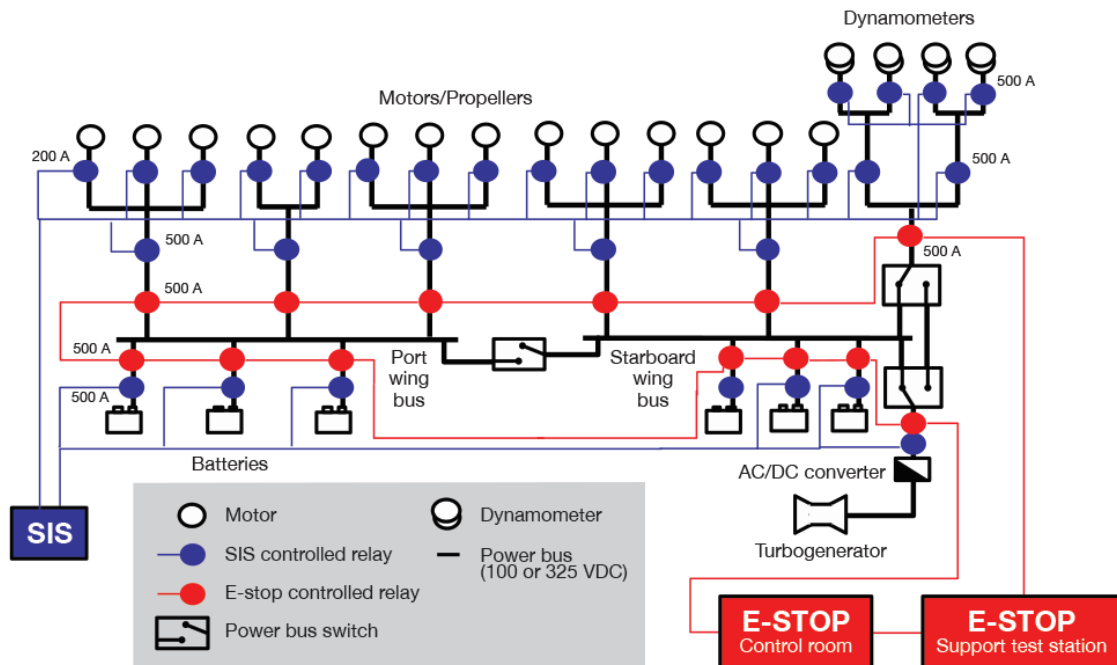 Dynamometers
500 A
Motors/Propellers
200 A
500 A
500 A
500 A
500 A
500 A
Port
wing
bus
Starboard
wing
bus
500 A
Batteries
AC/DC converter
Turbogenerator
SIS
Motor
Dynamometer
SIS controlled relay
Power bus
(100 or 325 VDC)
E-stop controlled relay
Power bus switch
E-STOP
Control room
E-STOP
Support test station